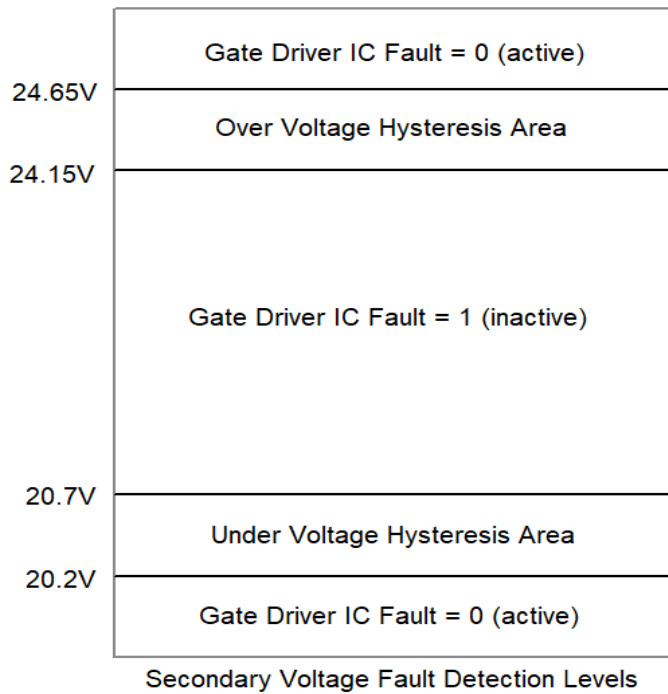 Gate Driver IC Fault = 0 (active)
24.65V
Over Voltage Hysteresis Area
24.15V
Gate Driver IC Fault = 1 (inactive)
20.7V
Under Voltage Hysteresis Area
20.2V
Gate Driver IC Fault = 0 (active)
Secondary Voltage Fault Detection Levels